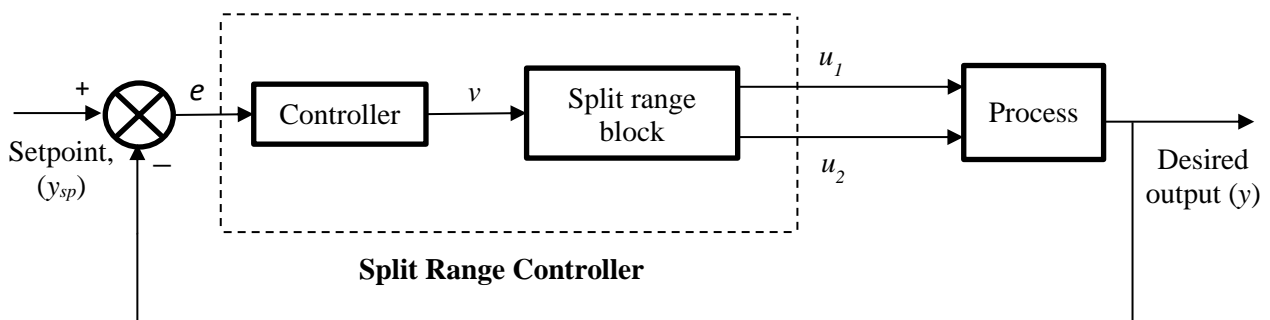 +
e
Controller
v
Split range
block
u1
u2
Process
Setpoint,
(ysp)
–
Desired
output (y)
Split Range Controller